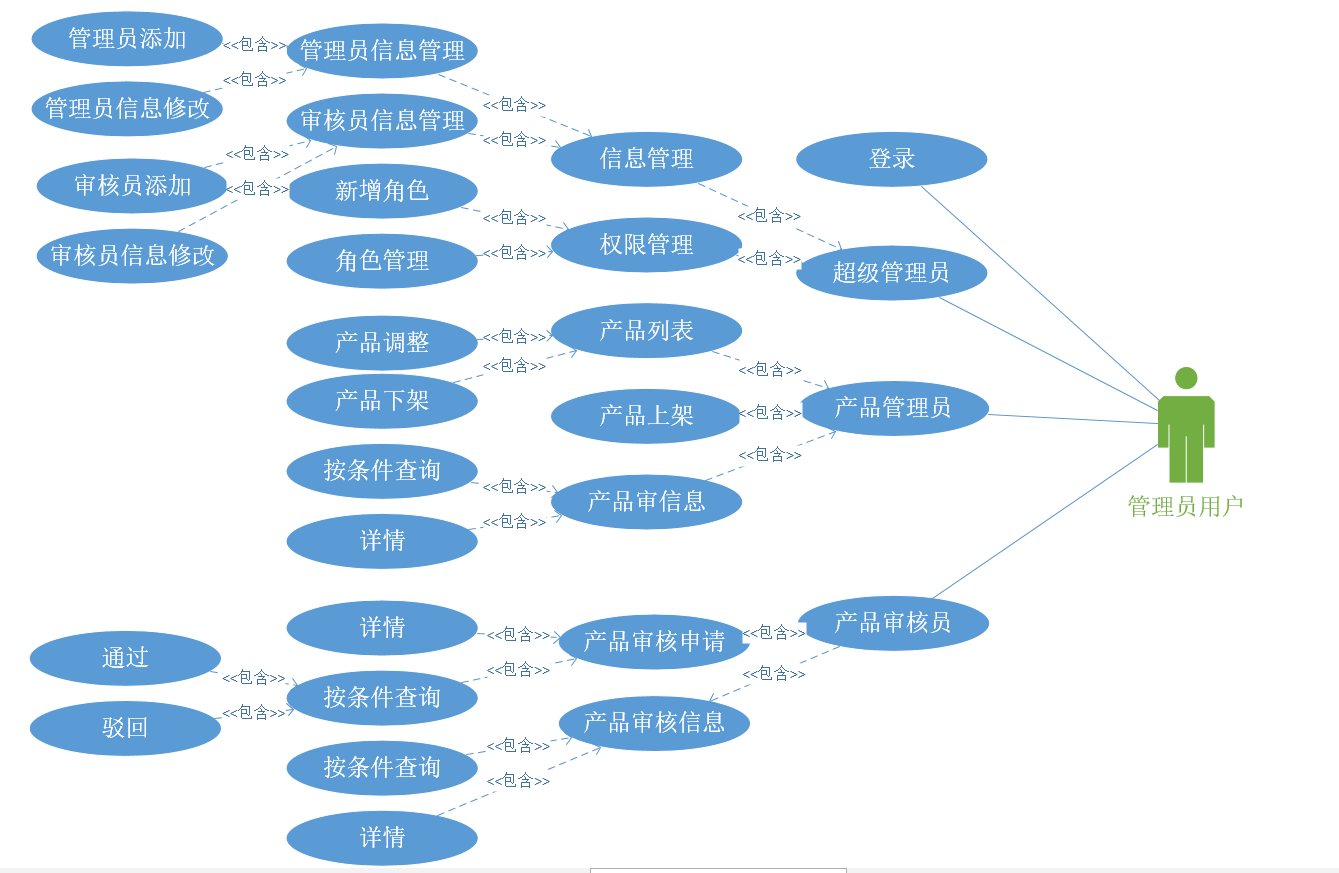 管理员添加
<<包含>>
管理员信息管理
<<包含>>
管理员信息修改
<<包含>>
审核员信息管理
<<包含>>
<<包含>>
信息管理
登录
审核员添加
<<包含>>
新增角色
<<包含>>
<<包含>>
审核员信息修改
角色管理
<<包含>>
权限管理
<<包含>>
超级管理员
产品调整
<<包含>>
产品列表
<<包含>>
产品下架
<<包含>>
产品上架
<<包含>>
产品管理员
<<包含>>
按条件查询
<<包含>>
产品审信息
详情
<<包含>>
管理员用户
详情
<<包含>>
产品审核申请
<<包含>>
产品审核员
通过
<<包含>>
<<包含>>
<<包含>>
按条件查询
驳回
<<包含>>
产品审核信息
按条件查询
<<包含>>
<<包含>>
详情